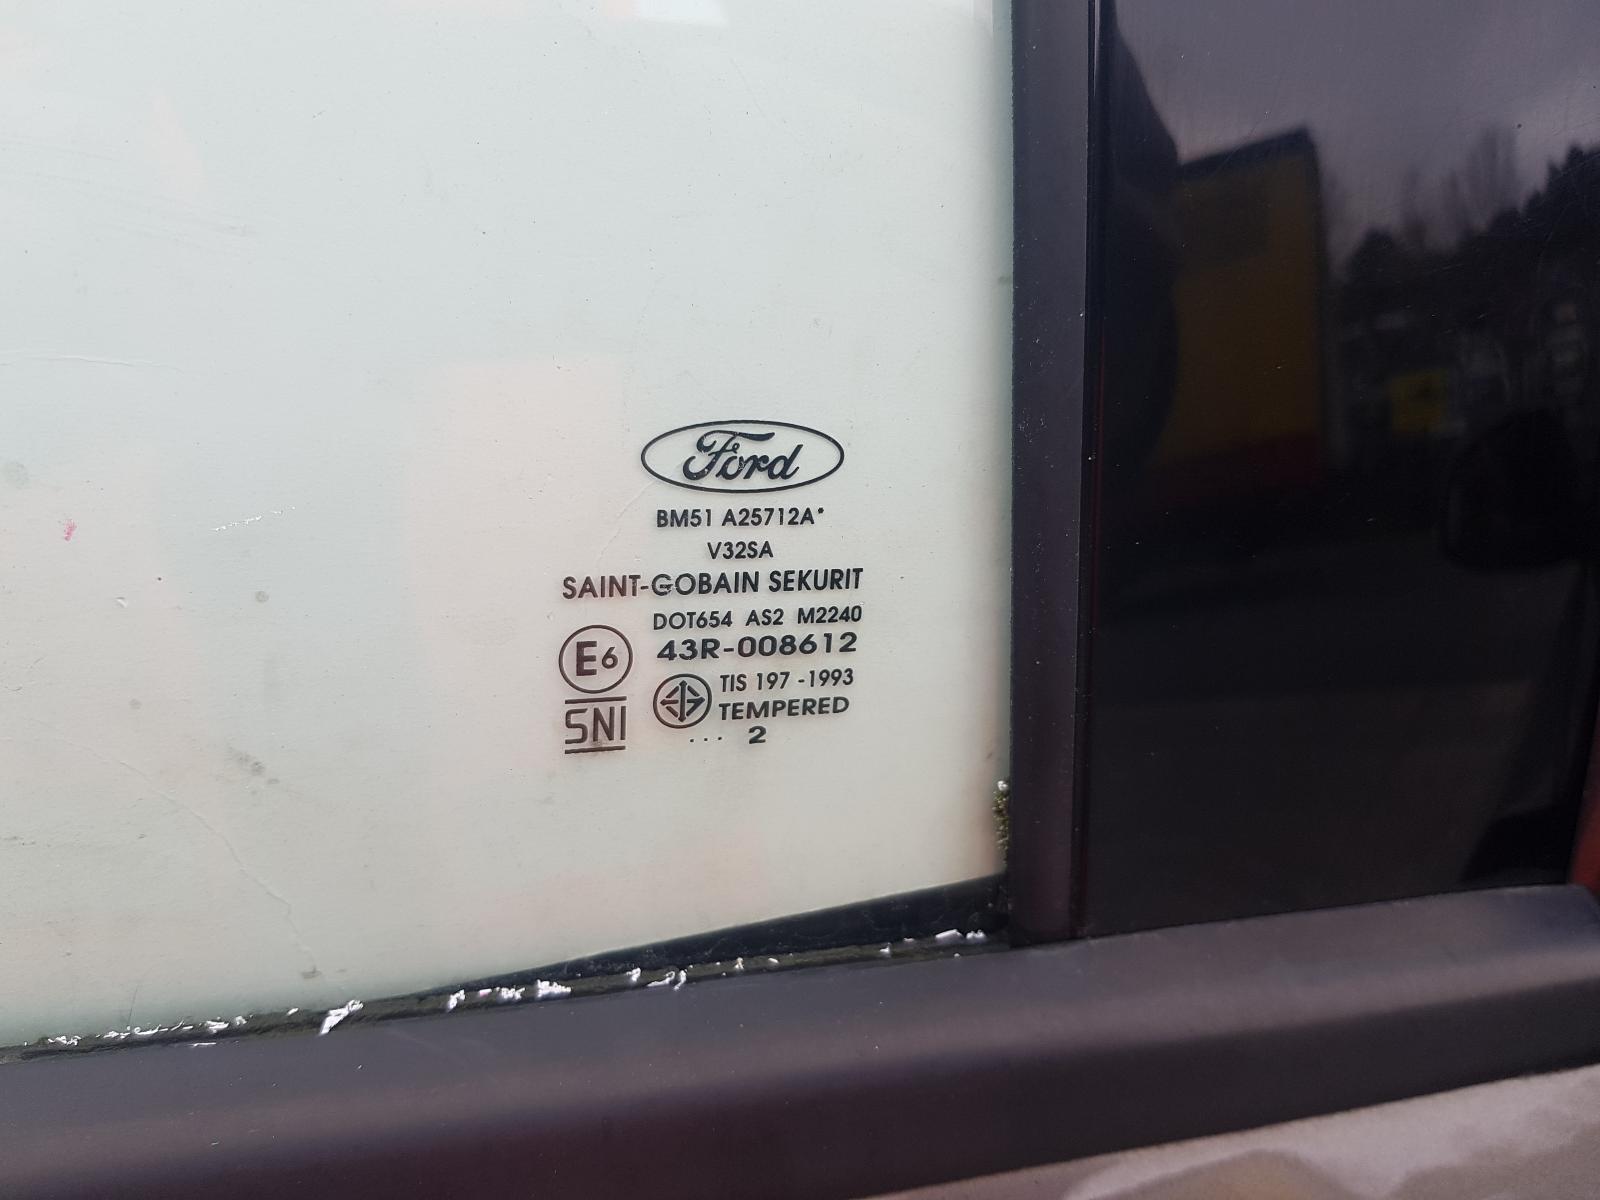 Ford
BM51 A25712A*
V32SA
SAINT-GOBAIN SEKURIT
DOT654 AS2 M2240
E6 43R-008612
TIS 197 -1993
SNI TEMPERED
... 2